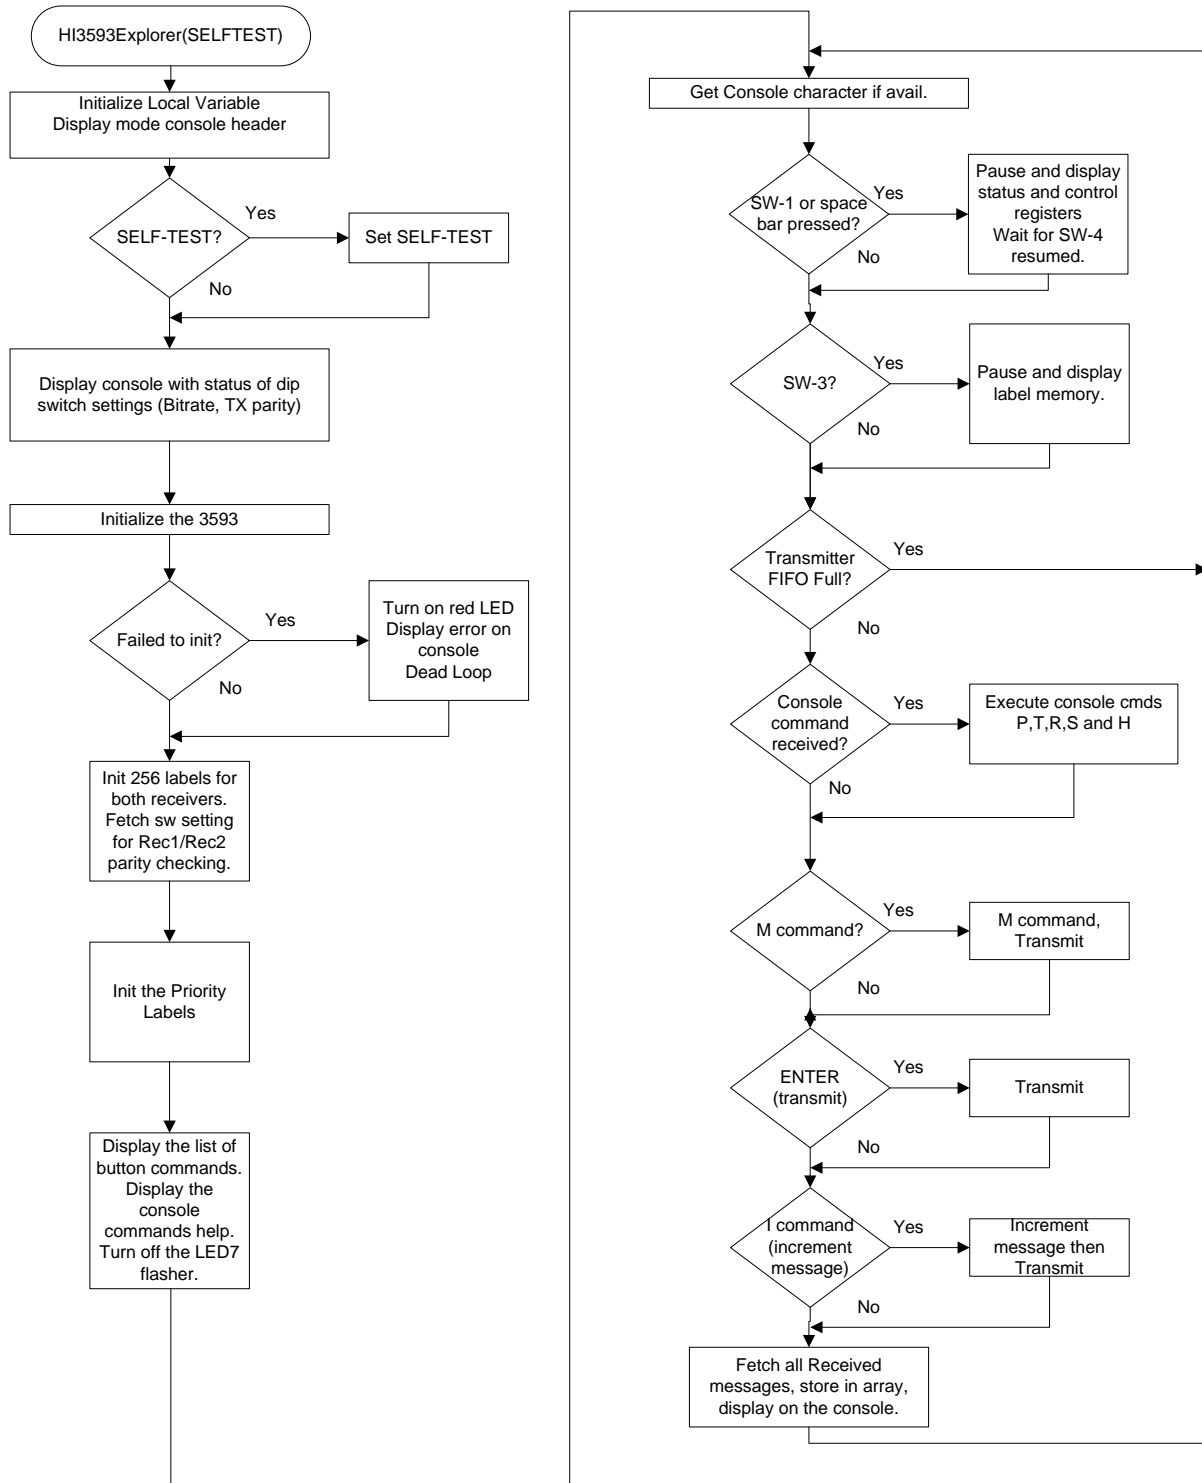 HI3593Explorer(SELFTEST)
Initialize Local Variable
Display mode console header
SELF-TEST?
Yes
Set SELF-TEST
No
Display console with status of dip
switch settings (Bitrate, TX parity)
Initialize the 3593
Failed to init?
Yes
Turn on red LED
Display error on
console
Dead Loop
No
Init 256 labels for
both receivers.
Fetch sw setting
for Rec1/Rec2
parity checking.
Init the Priority
Labels
Display the list of
button commands.
Display the
console
commands help.
Turn off the LED7
flasher.
Get Console character if avail.
SW-1 or space
bar pressed?
Yes
Pause and display
status and control
registers
Wait for SW-4
resumed.
No
SW-3?
Yes
Pause and display
label memory.
No
Transmitter
FIFO Full?
Yes
No
Console
command
received?
Yes
Execute console cmds
P,T,R,S and H
No
M command?
Yes
M command,
Transmit
No
ENTER
(transmit)
Yes
Transmit
No
I command
(increment
message)
Yes
Increment
message then
Transmit
No
Fetch all Received
messages, store in array,
display on the console.